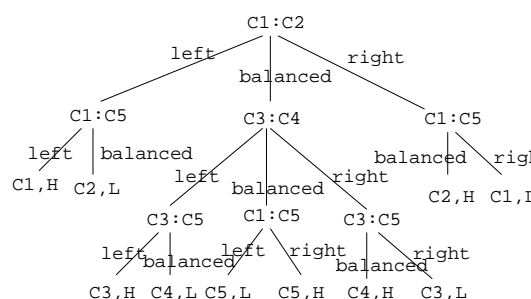 C1:C2
left balanced right
C1:C5 C3:C4 C1:C5
left balanced left balanced right balanced
C1,H C2,L C2,H
C3:C5 C1:C5 C3:C5
left balanced left right balanced right
C3,H C4,L C5,L C5,H C4,H C3,L